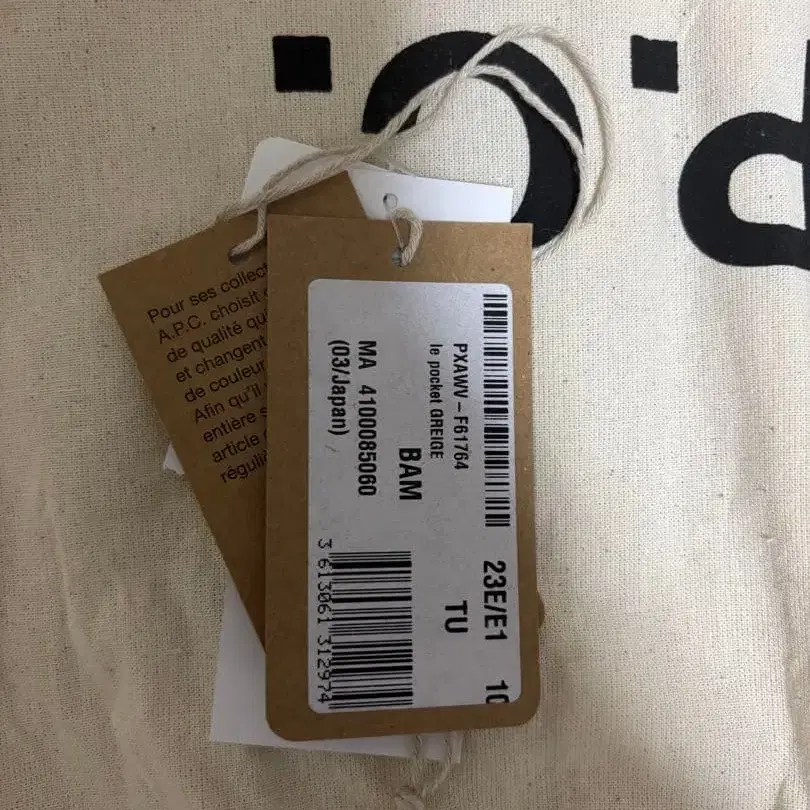 Pour ses collec
A.P.C. choisit
de qualité qu
et changent
de couleur
Afin qu'il
entière s
article
réguli
PXAWV – F61764
le pocket GREIGE
BAM
MA 4100085060
(03/Japan)
23E/E1 10
TU
3 613061 312974